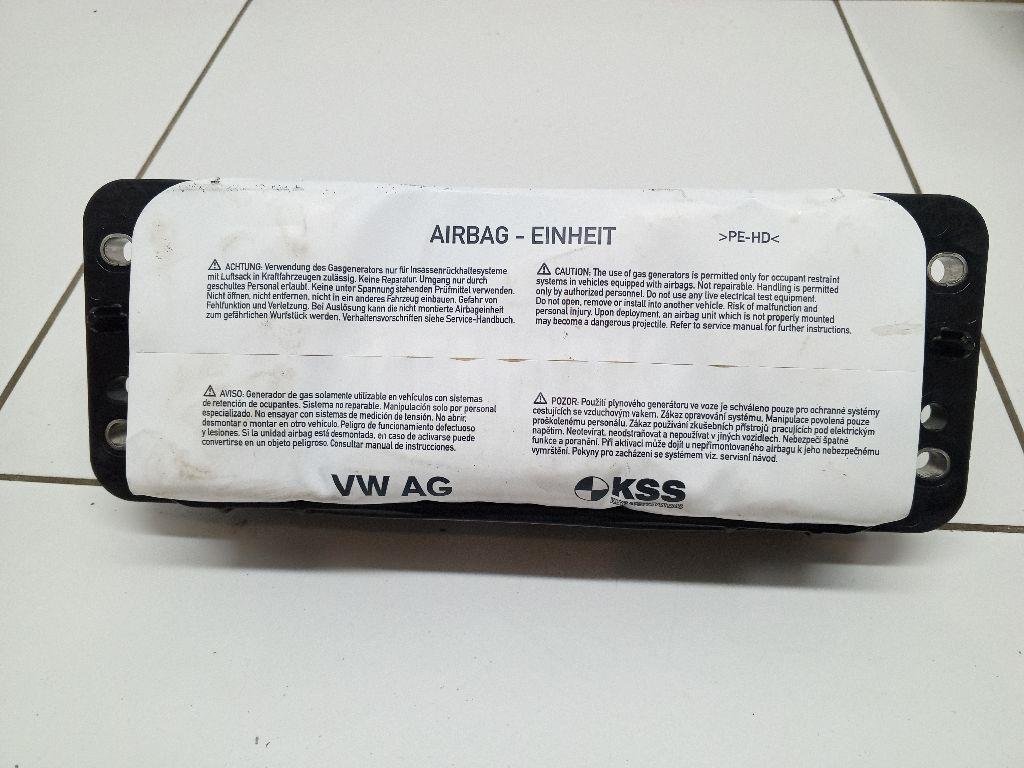 AIRBAG - EINHEIT
>PE-HD<
⚠ ACHTUNG: Verwendung des Gasgenerators nur für Insassenrückhaltesysteme
mit Luftsack in Kraftfahrzeugen zulässig. Keine Reparatur. Umgang nur durch
geschultes Personal erlaubt. Keine unter Spannung stehenden Prüfmittel verwenden.
Nicht öffnen, nicht entfernen, nicht in ein anderes Fahrzeug einbauen. Gefahr von
Fehlfunktion und Verletzung. Bei Auslösung kann die nicht montierte Airbageinheit
zum gefährlichen Wurfstück werden. Verhaltensvorschriften siehe Service-Handbuch.
⚠ CAUTION: The use of gas generators is permitted only for occupant restraint
systems in vehicles equipped with airbags. Not repairable. Handling is permitted
only by authorized personnel. Do not use any live electrical test equipment.
Do not open, remove or install into another vehicle. Risk of malfunction and
personal injury. Upon deployment, an airbag unit which is not properly mounted
may become a dangerous projectile. Refer to service manual for further instructions.
⚠ AVISO: Generador de gas solamente utilizable en vehículos con sistemas
de retención de ocupantes. Sistema no reparable. Manipulación solo por personal
especializado. No ensayar con sistemas de medición de tensión. No abrir,
desmontar o montar en otro vehículo. Peligro de funcionamiento defectuoso
y lesiones. Si la unidad airbag está desmontada, en caso de activarse puede
convertirse en un objeto peligroso. Consultar manual de instrucciones.
⚠ POZOR: Použití plynového generátoru ve voze je schváleno pouze pro ochranné systémy
cestujících se vzduchovým vakem. Zákaz opravování systému. Manipulace povolena pouze
proškolenému personálu. Zákaz používání zkušebních přístrojů pracujících pod elektrickým
napětím. Neotevírat, neodstraňovat a nepoužívat v jiných vozidlech. Nebezpečí špatné
funkce a poranění. Při aktivaci může dojít u nepřimontovaného airbagu k jeho nebezpečnému
vymrštění. Pokyny pro zacházení se systémem viz. servisní návod.
VW AG
KSS